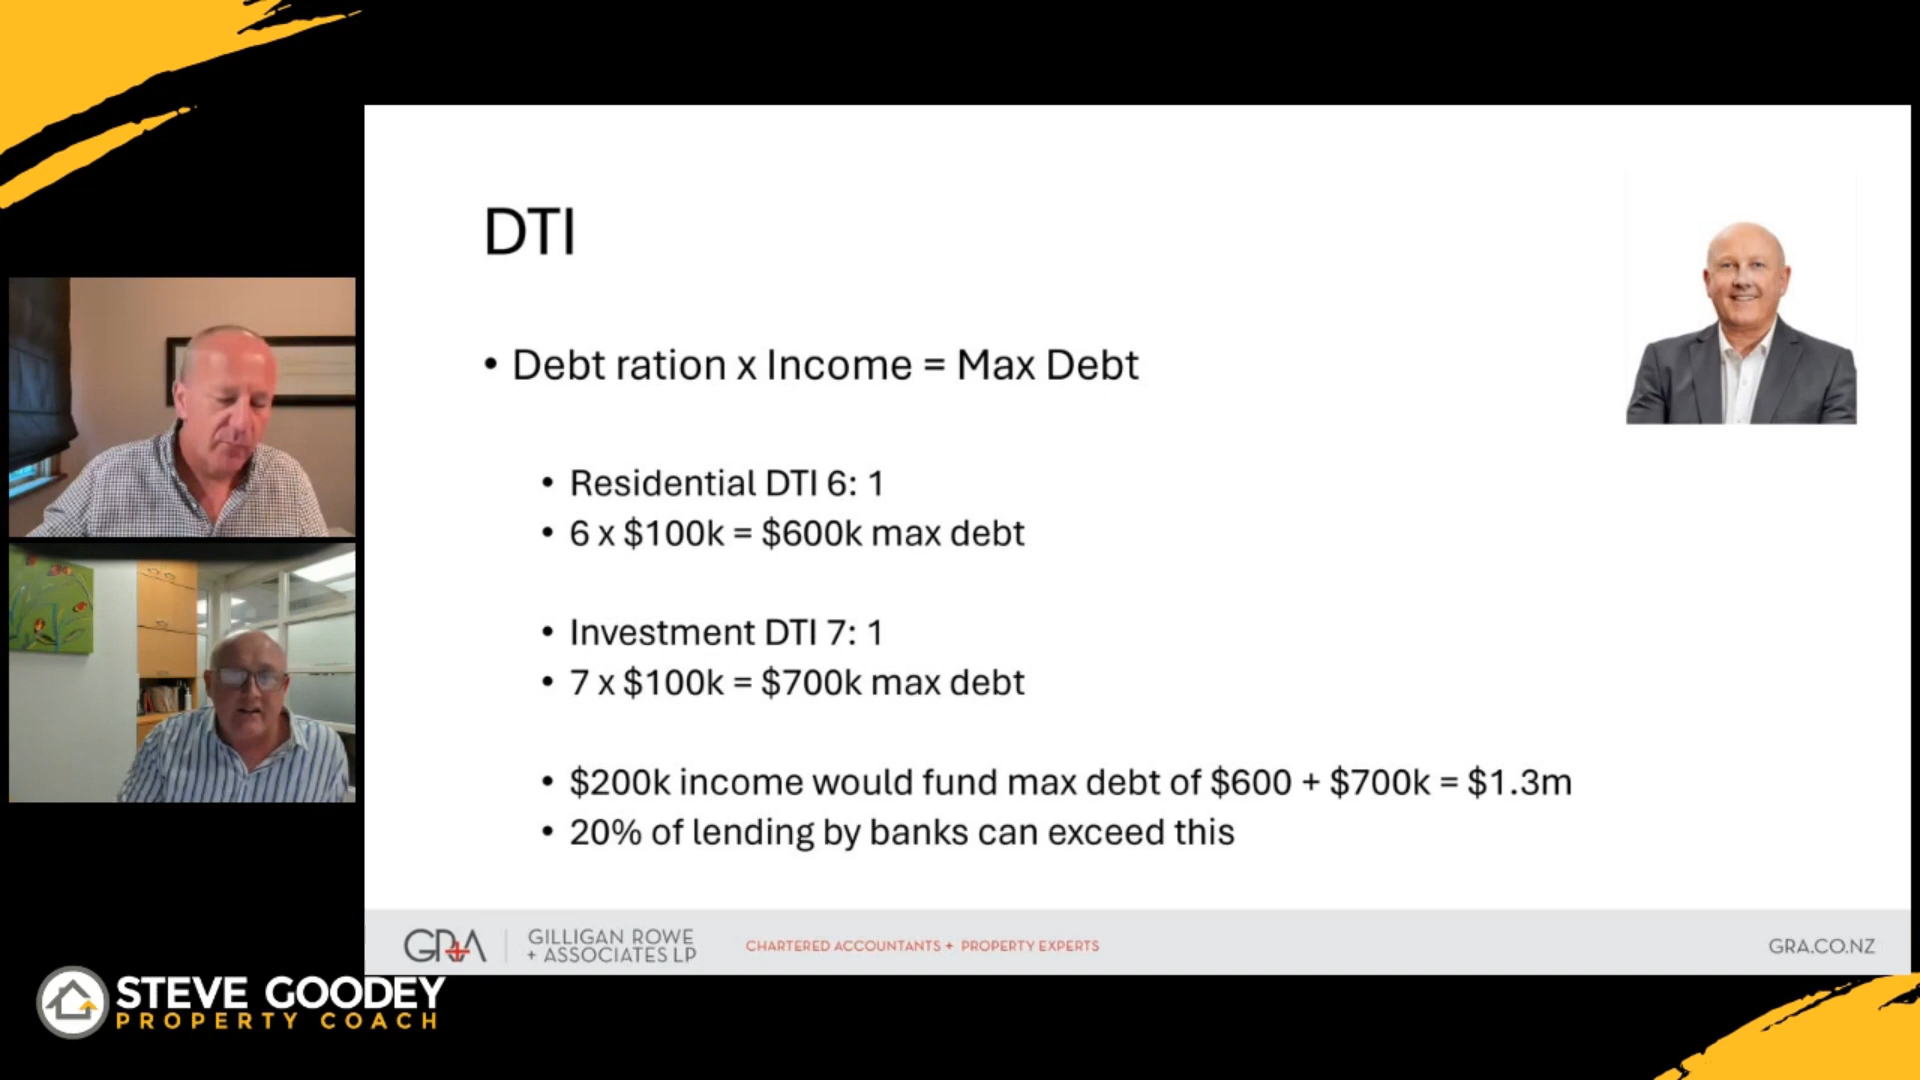 DTI
• Debt ration x Income = Max Debt
• Residential DTI 6: 1
• 6 x $100k = $600k max debt
• Investment DTI 7: 1
• 7 x $100k = $700k max debt
• $200k income would fund max debt of $600 + $700k = $1.3m
• 20% of lending by banks can exceed this
GRA
GILLIGAN ROWE
+ ASSOCIATES LP
CHARTERED ACCOUNTANTS + PROPERTY EXPERTS
GRA.CO.NZ
STEVE GOODEY
PROPERTY COACH